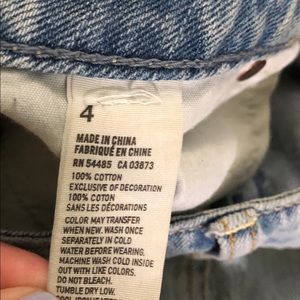 4
MADE IN CHINA
FABRIQUÉ EN CHINE
RN 54485 CA 03873
100% COTTON
EXCLUSIVE OF DECORATION
100% COTON
SANS LES DÉCORATIONS
COLOR MAY TRANSFER
WHEN NEW. WASH ONCE
SEPARATELY IN COLD
WATER BEFORE WEARING.
MACHINE WASH COLD INSIDE
OUT WITH LIKE COLORS.
DO NOT BLEACH.
TUMBLE DRY LOW.